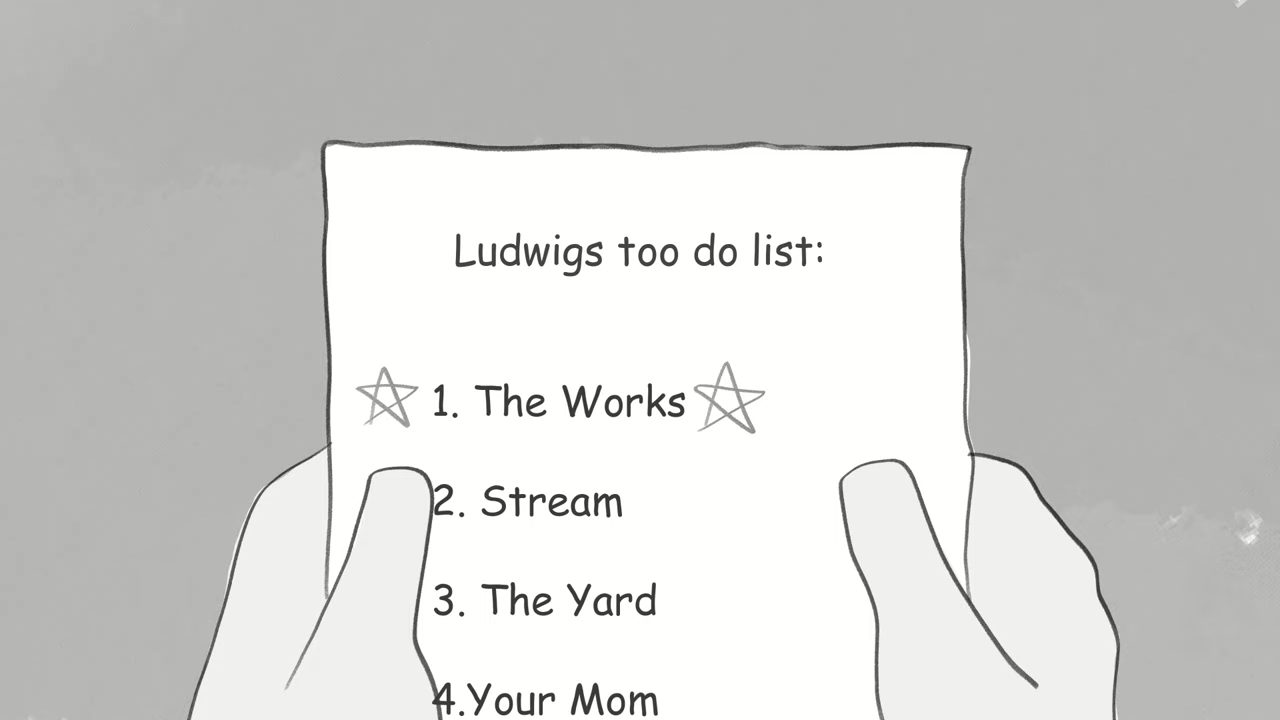 Ludwigs too do list:
1. The Works
2. Stream
3. The Yard
4.Your Mom